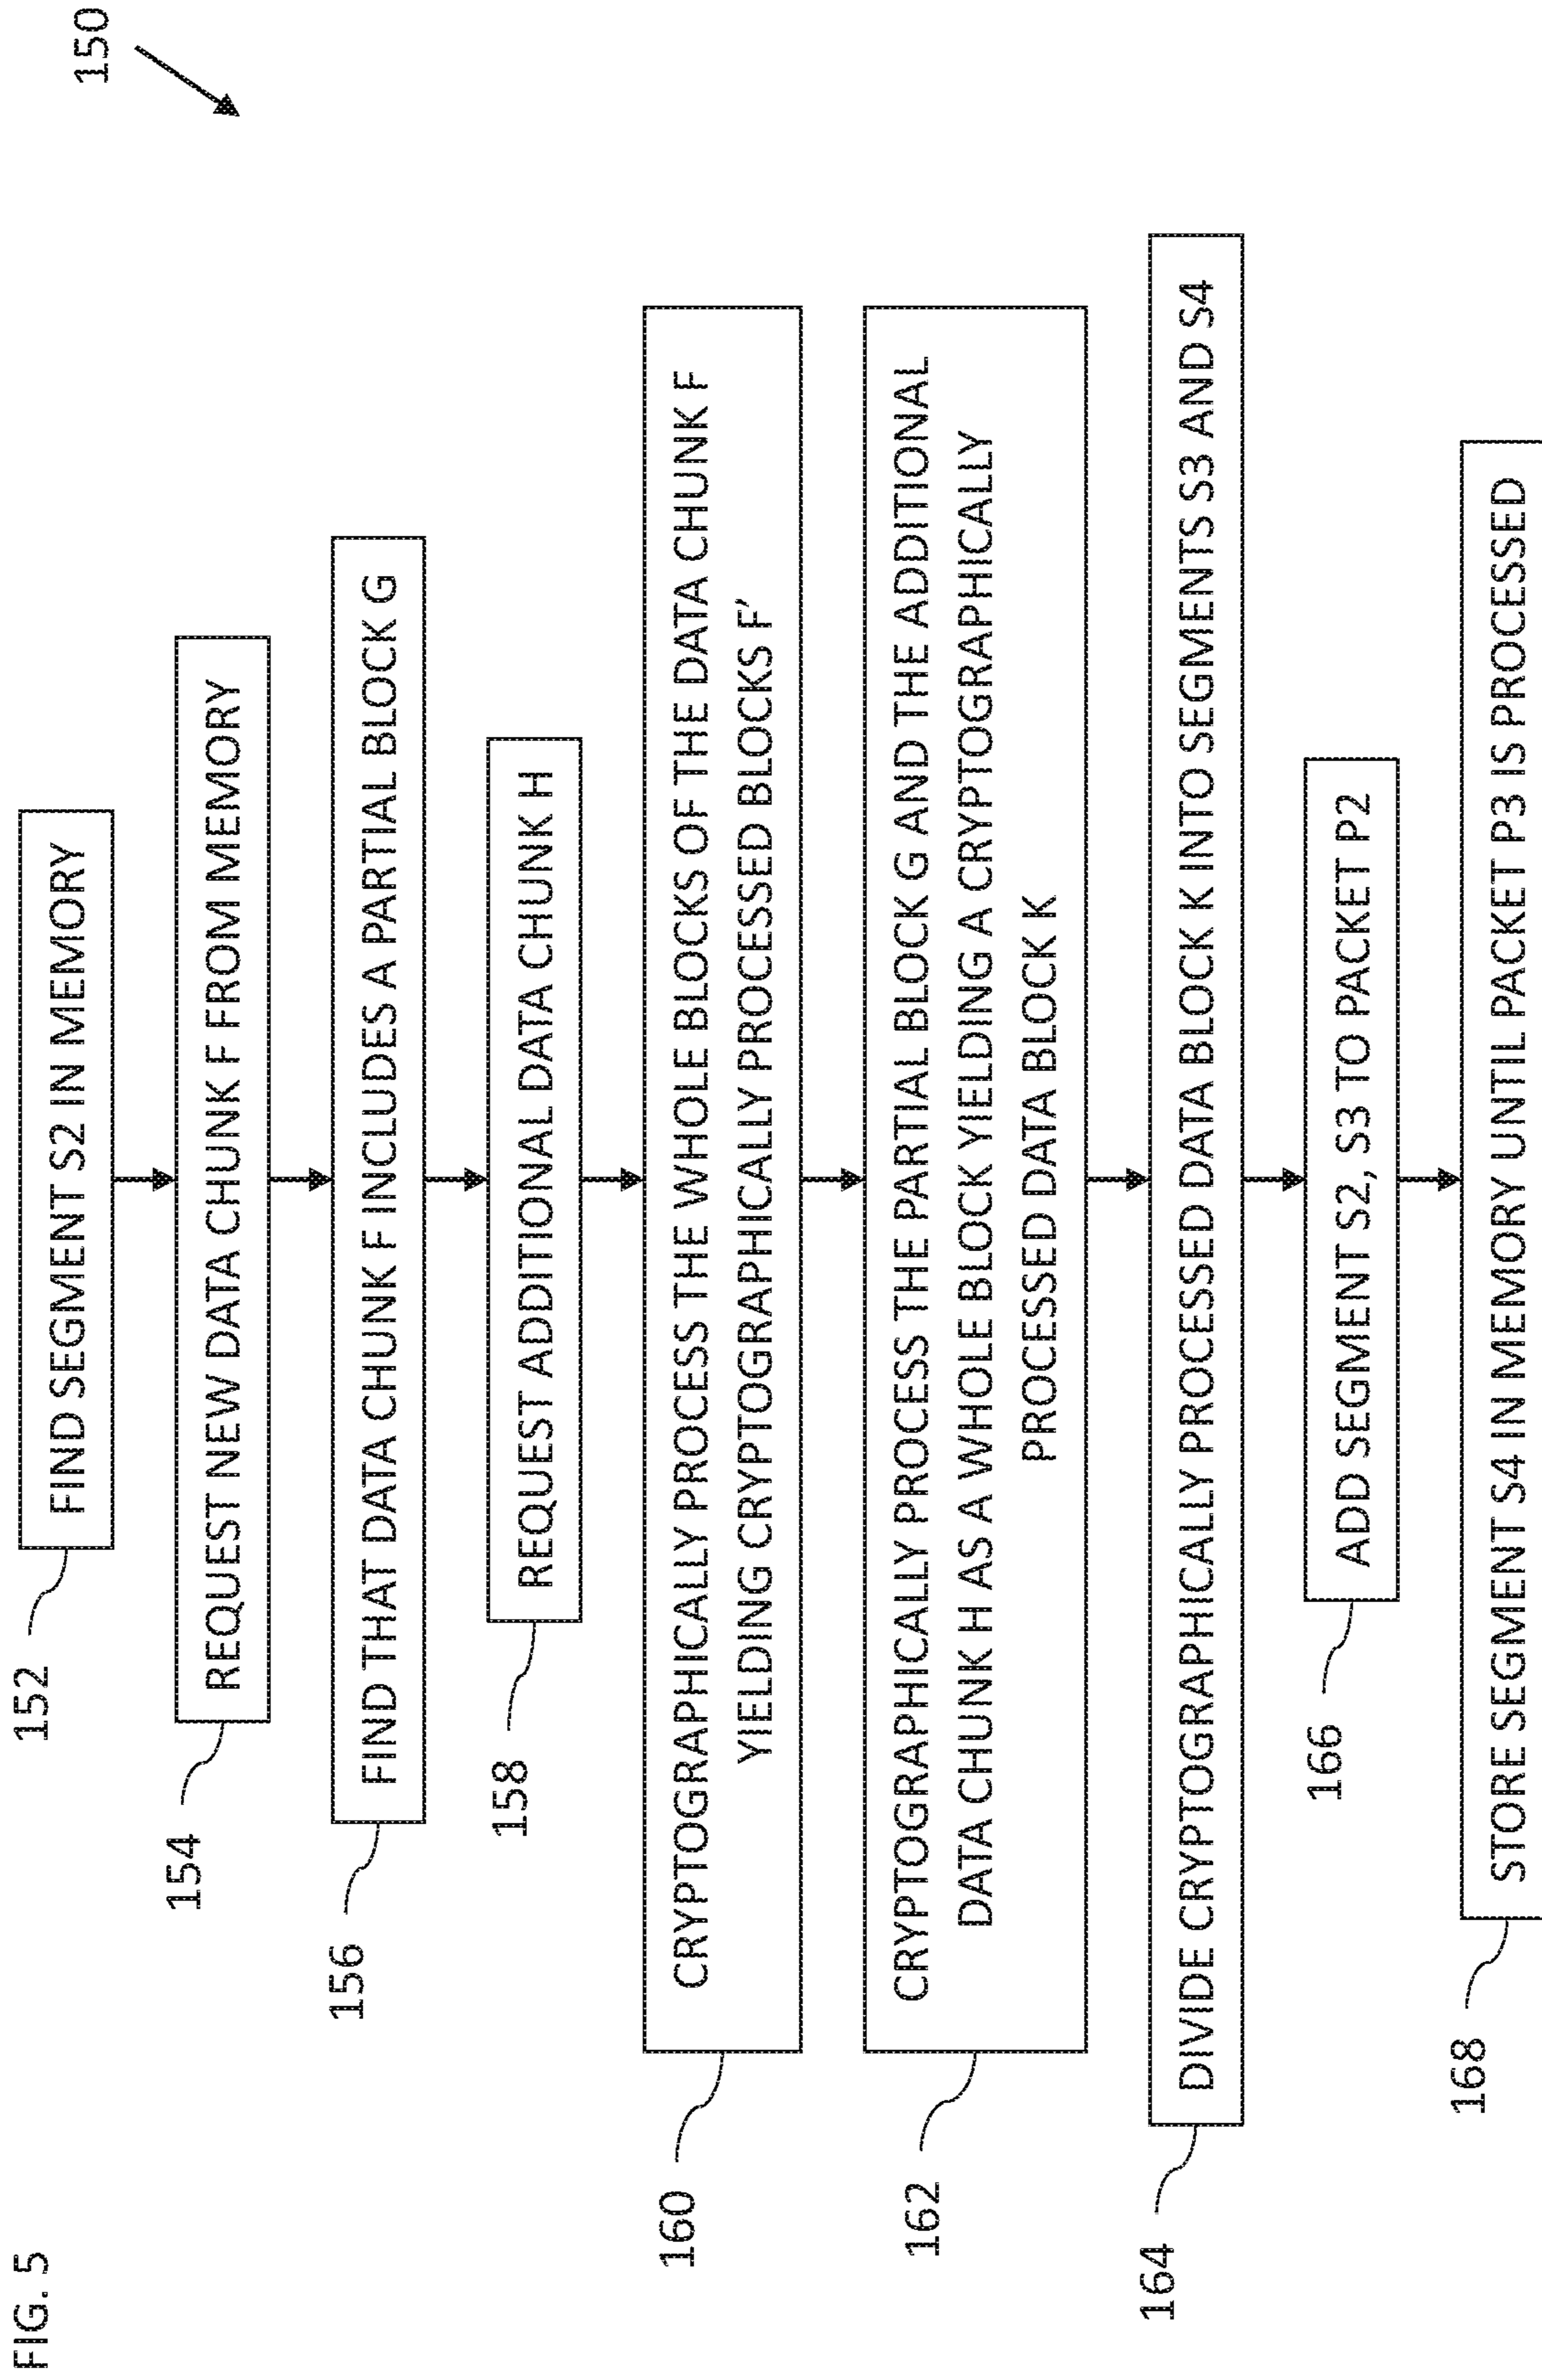 FIG. 5
150
152
FIND SEGMENT S2 IN MEMORY
154
REQUEST NEW DATA CHUNK F FROM MEMORY
156
FIND THAT DATA CHUNK F INCLUDES A PARTIAL BLOCK G
158
REQUEST ADDITIONAL DATA CHUNK H
160
CRYPTOGRAPHICALLY PROCESS THE WHOLE BLOCKS OF THE DATA CHUNK F
YIELDING CRYPTOGRAPHICALLY PROCESSED BLOCKS F'
162
CRYPTOGRAPHICALLY PROCESS THE PARTIAL BLOCK G AND THE ADDITIONAL
DATA CHUNK H AS A WHOLE BLOCK YIELDING A CRYPTOGRAPHICALLY
PROCESSED DATA BLOCK K
164
DIVIDE CRYPTOGRAPHICALLY PROCESSED DATA BLOCK K INTO SEGMENTS S3 AND S4
166
ADD SEGMENT S2, S3 TO PACKET P2
168
STORE SEGMENT S4 IN MEMORY UNTIL PACKET P3 IS PROCESSED